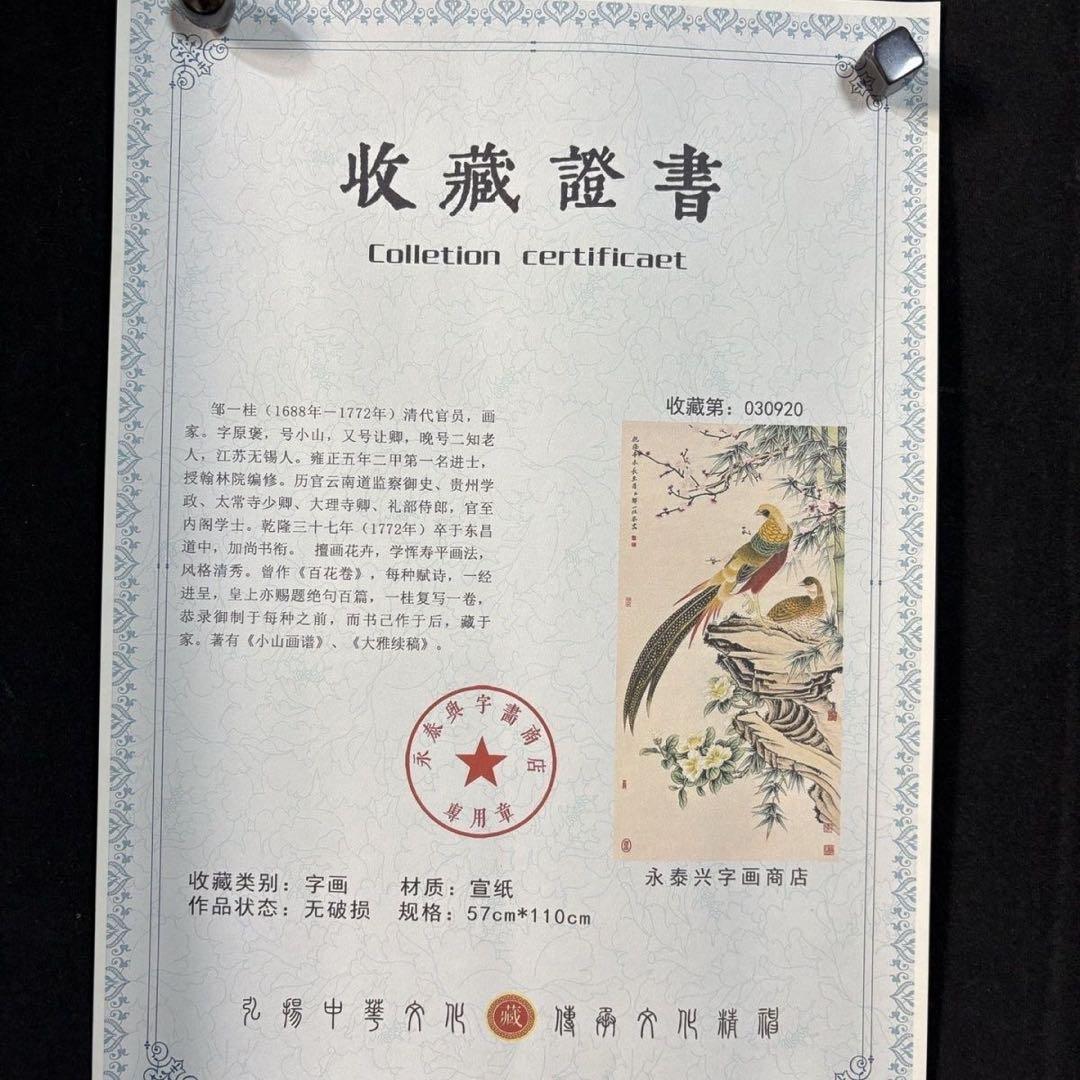 收藏證書
Colletion certificaet
邹一桂（1688年－1772年）清代官员，画
家。字原褒，号小山，又号让卿，晚号二知老
人，江苏无锡人。雍正五年二甲第一名进士，
授翰林院编修。历官云南道监察御史、贵州学
政、太常寺少卿、大理寺卿、礼部侍郎，官至
内阁学士。乾隆三十七年（1772年）卒于东昌
道中，加尚书衔。 擅画花卉，学恽寿平画法，
风格清秀。曾作《百花卷》，每种赋诗，一经
进呈，皇上亦赐题绝句百篇，一桂复写一卷，
恭录御制于每种之前，而书己作于后，藏于
家。著有《小山画谱》、《大雅续稿》。
收藏第：030920
永泰兴字画商店
永泰興字畵商店
專用章
收藏类别：字画 材质：宣纸
作品状态：无破损 规格：57cm*110cm
弘揚中華文化 藏 傳承文化精神